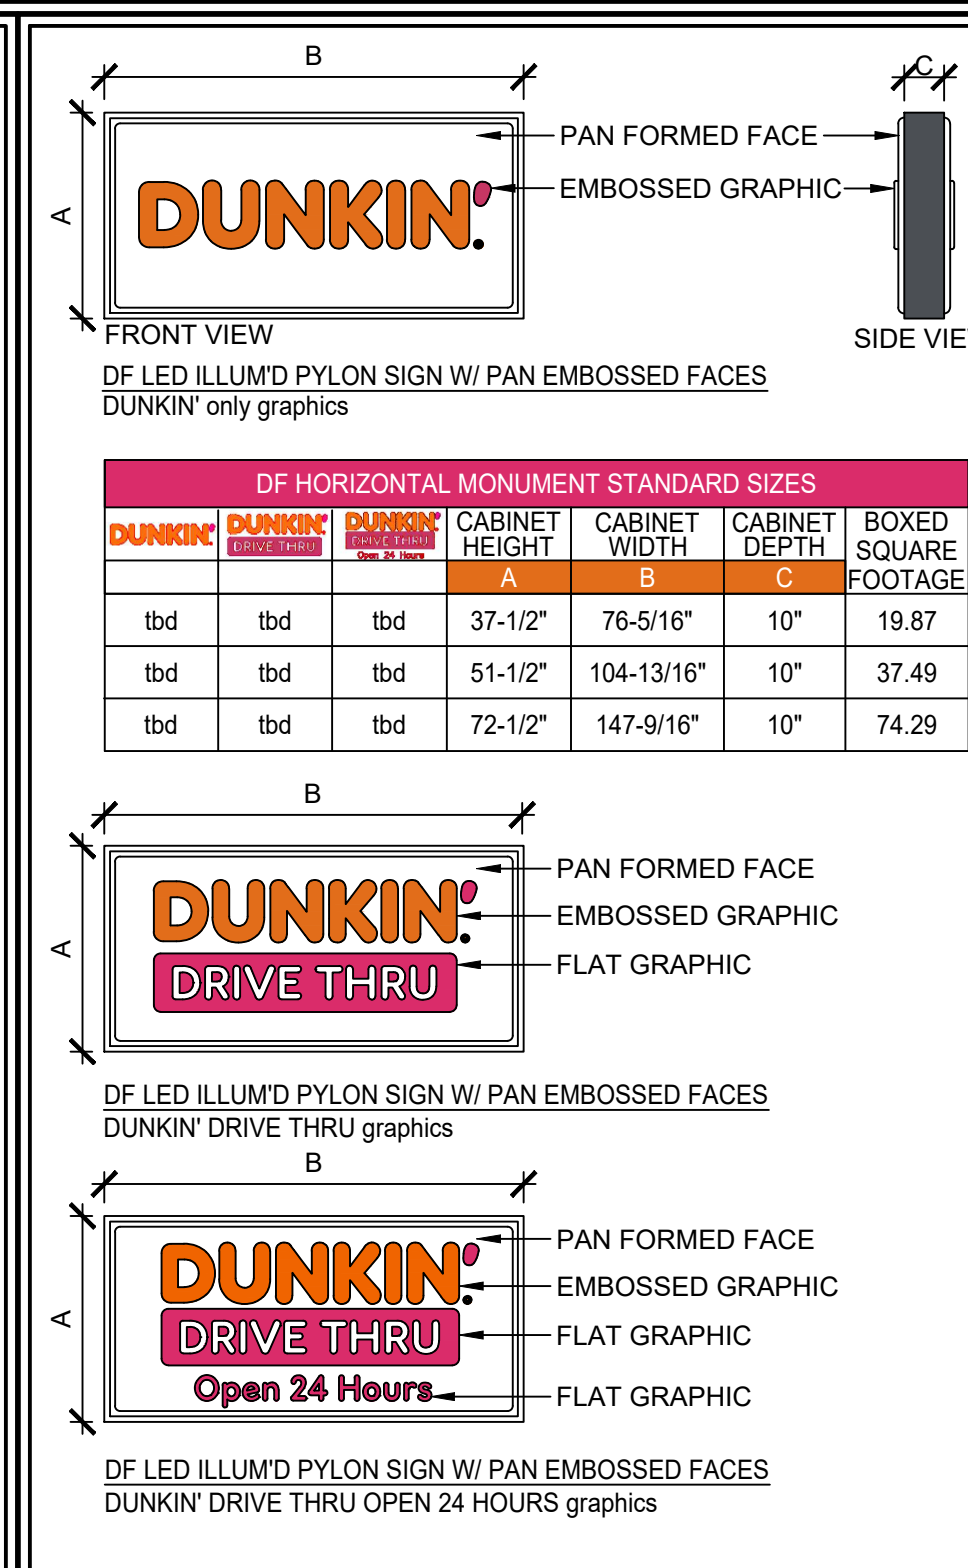 B
C
A
PAN FORMED FACE
EMBOSSED GRAPHIC
DUNKIN'.
FRONT VIEW
SIDE VIE
DF LED ILLUM'D PYLON SIGN W/ PAN EMBOSSED FACES
DUNKIN' only graphics
DF HORIZONTAL MONUMENT STANDARD SIZES
DUNKIN'. DUNKIN'. DRIVE THRU DUNKIN'. DRIVE THRU Open 24 Hours CABINET HEIGHT CABINET WIDTH CABINET DEPTH BOXED SQUARE FOOTAGE
A B C
tbd tbd tbd 37-1/2" 76-5/16" 10" 19.87
tbd tbd tbd 51-1/2" 104-13/16" 10" 37.49
tbd tbd tbd 72-1/2" 147-9/16" 10" 74.29
B
A
PAN FORMED FACE
DUNKIN'.
EMBOSSED GRAPHIC
DRIVE THRU
FLAT GRAPHIC
DF LED ILLUM'D PYLON SIGN W/ PAN EMBOSSED FACES
DUNKIN' DRIVE THRU graphics
B
A
PAN FORMED FACE
DUNKIN'.
EMBOSSED GRAPHIC
DRIVE THRU
FLAT GRAPHIC
Open 24 Hours
FLAT GRAPHIC
DF LED ILLUM'D PYLON SIGN W/ PAN EMBOSSED FACES
DUNKIN' DRIVE THRU OPEN 24 HOURS graphics